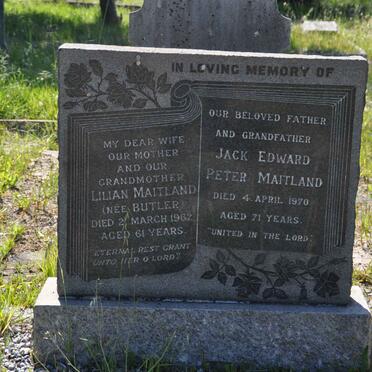 IN LOVING MEMORY OF
MY DEAR WIFE
OUR MOTHER
AND OUR
GRANDMOTHER
LILIAN MAITLAND
(NÉE BUTLER)
DIED 2 MARCH 1962
AGED 61 YEARS.
"ETERNAL REST GRANT
UNTO HER O LORD"
OUR BELOVED FATHER
AND GRANDFATHER
JACK EDWARD
PETER MAITLAND
DIED 4 APRIL 1970
AGED 71 YEARS.
"UNITED IN THE LORD"